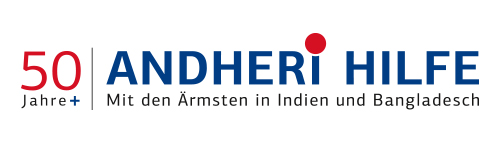 50
Jahre+
ANDHERi HILFE
Mit den Ärmsten in Indien und Bangladesch